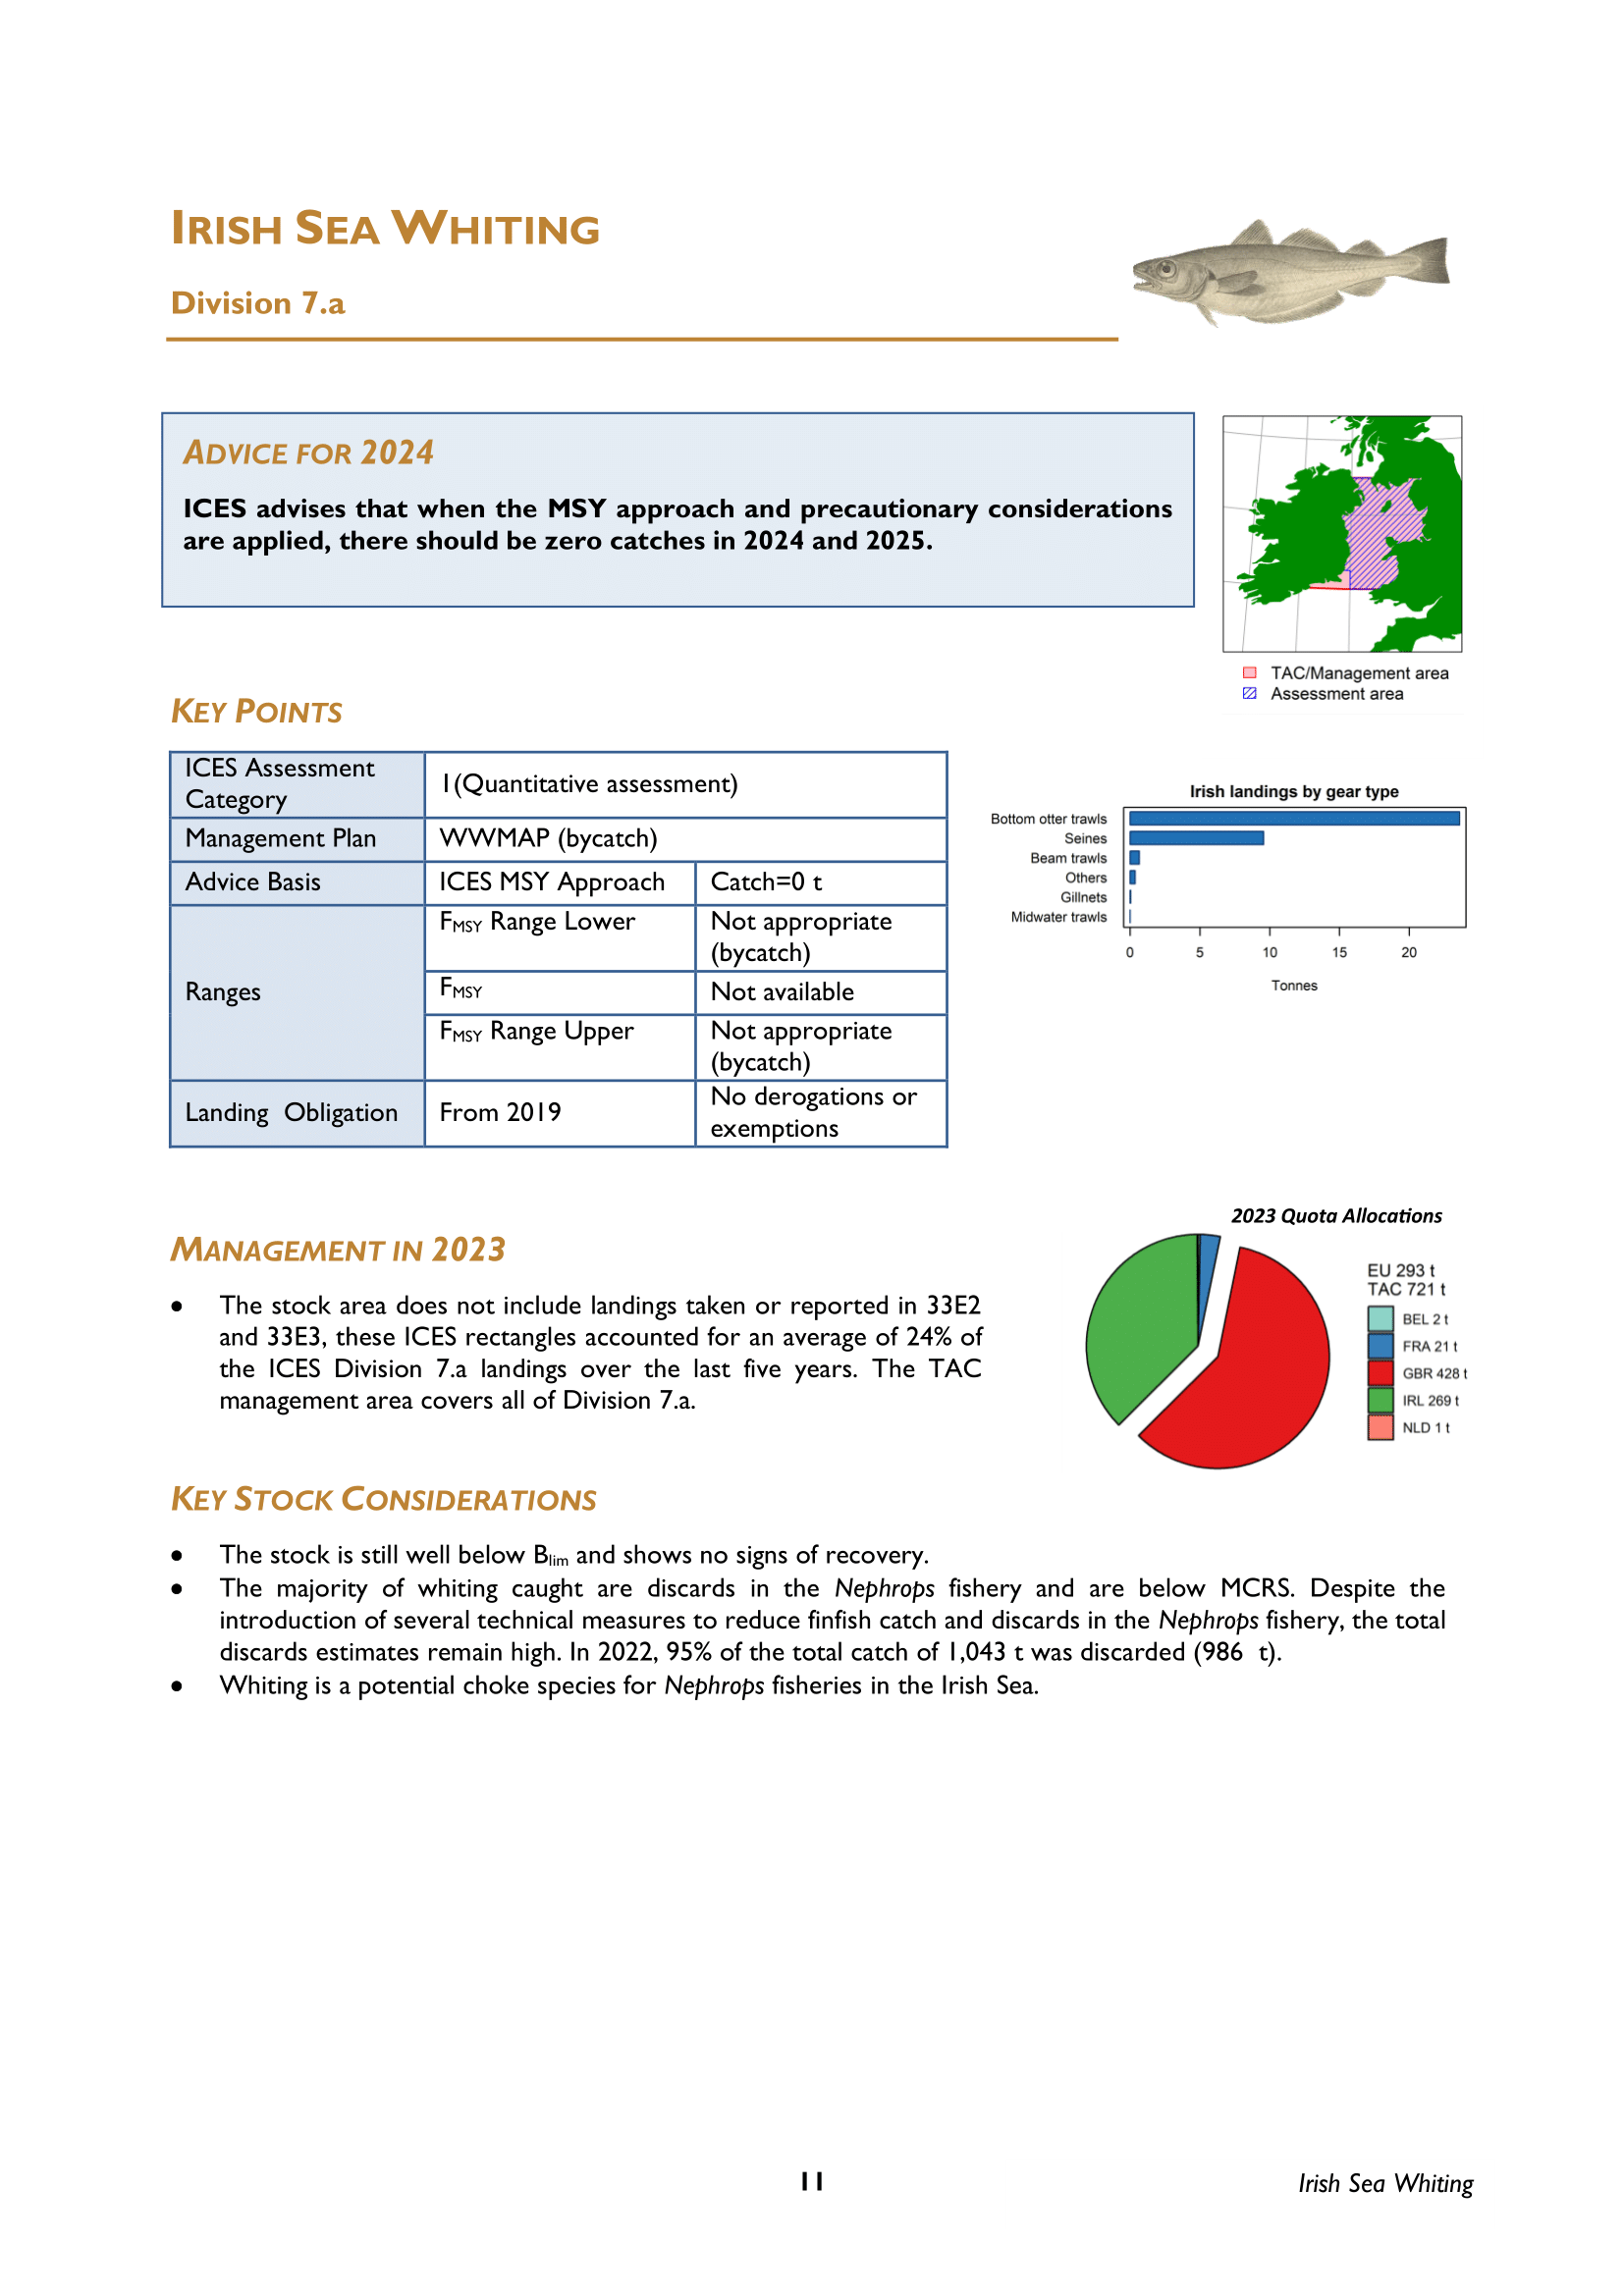 IRISH SEA WHITING
Division 7.a
ADVICE FOR 2024
ICES advises that when the MSY approach and precautionary considerations
are applied, there should be zero catches in 2024 and 2025.
TAC/Management area
Assessment area
KEY POINTS
ICES Assessment
Category
1(Quantitative assessment)
Management Plan
WWMAP (bycatch)
Advice Basis
ICES MSY Approach
Catch=0 t
Ranges
FMSY Range Lower
Not appropriate
(bycatch)
FMSY
Not available
FMSY Range Upper
Not appropriate
(bycatch)
Landing Obligation
From 2019
No derogations or
exemptions
Irish landings by gear type
Bottom otter trawls
Seines
Beam trawls
Others
Gillnets
Midwater trawls
0 5 10 15 20
Tonnes
MANAGEMENT IN 2023
• The stock area does not include landings taken or reported in 33E2
and 33E3, these ICES rectangles accounted for an average of 24% of
the ICES Division 7.a landings over the last five years. The TAC
management area covers all of Division 7.a.
2023 Quota Allocations
EU 293 t
TAC 721 t
BEL 2 t
FRA 21 t
GBR 428 t
IRL 269 t
NLD 1 t
KEY STOCK CONSIDERATIONS
• The stock is still well below Blim and shows no signs of recovery.
• The majority of whiting caught are discards in the Nephrops fishery and are below MCRS. Despite the
introduction of several technical measures to reduce finfish catch and discards in the Nephrops fishery, the total
discards estimates remain high. In 2022, 95% of the total catch of 1,043 t was discarded (986 t).
• Whiting is a potential choke species for Nephrops fisheries in the Irish Sea.
11
Irish Sea Whiting